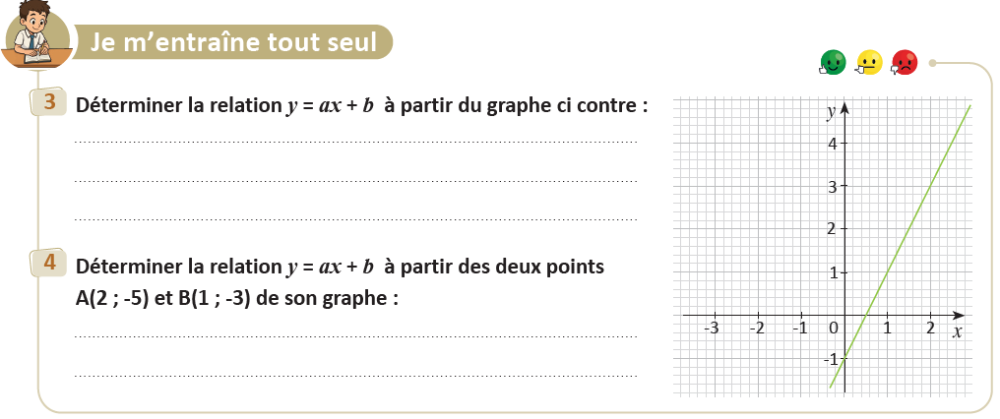 Je m'entraîne tout seul
3 Déterminer la relation y = ax + b à partir du graphe ci contre :
4 Déterminer la relation y = ax + b à partir des deux points
A(2 ; -5) et B(1 ; -3) de son graphe :
y
4
3
2
1
-3 -2 -1 0 1 2 x
-1